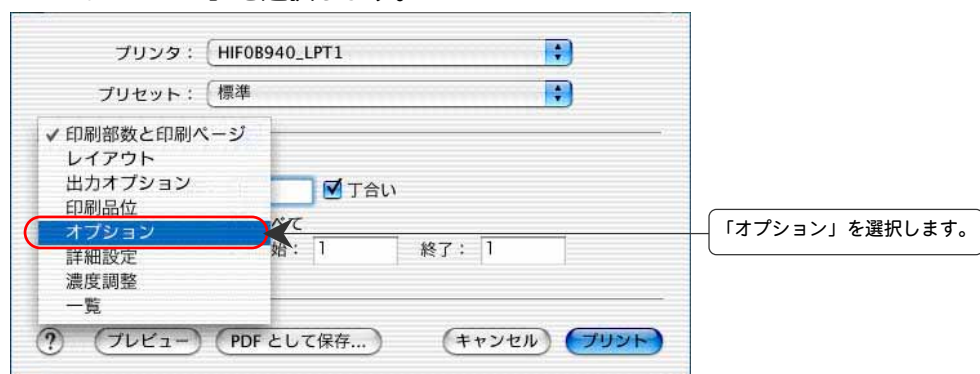 プリンタ： HIF0B940_LPT1
プリセット： 標準
✓ 印刷部数と印刷ページ
レイアウト
出力オプション
丁合い
印刷品位
オプション
「オプション」を選択します。
始： 1 終了： 1
詳細設定
濃度調整
一覧
? プレビュー PDF として保存... キャンセル プリント